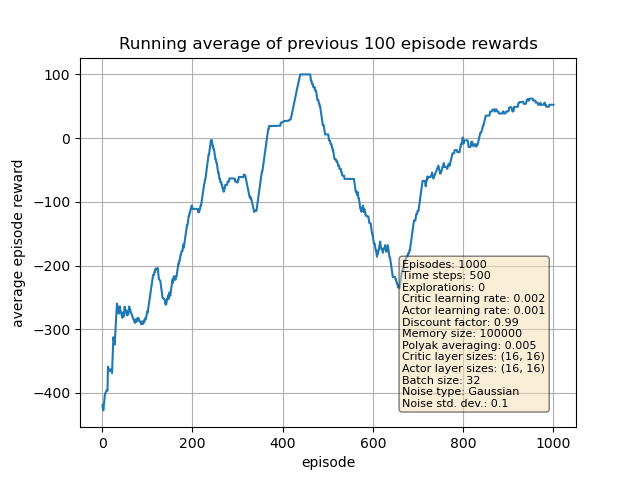 Running average of previous 100 episode rewards
average episode reward
100
0
−100
−200
−300
−400
Episodes: 1000
Time steps: 500
Explorations: 0
Critic learning rate: 0.002
Actor learning rate: 0.001
Discount factor: 0.99
Memory size: 100000
Polyak averaging: 0.005
Critic layer sizes: (16, 16)
Actor layer sizes: (16, 16)
Batch size: 32
Noise type: Gaussian
Noise std. dev.: 0.1
0 200 400 600 800 1000
episode